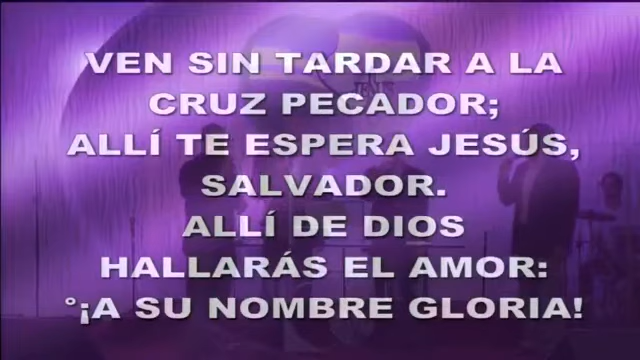 VEN SIN TARDAR A LA
CRUZ PECADOR;
ALLÍ TE ESPERA JESÚS,
SALVADOR.
ALLÍ DE DIOS
HALLARÁS EL AMOR:
°¡A SU NOMBRE GLORIA!